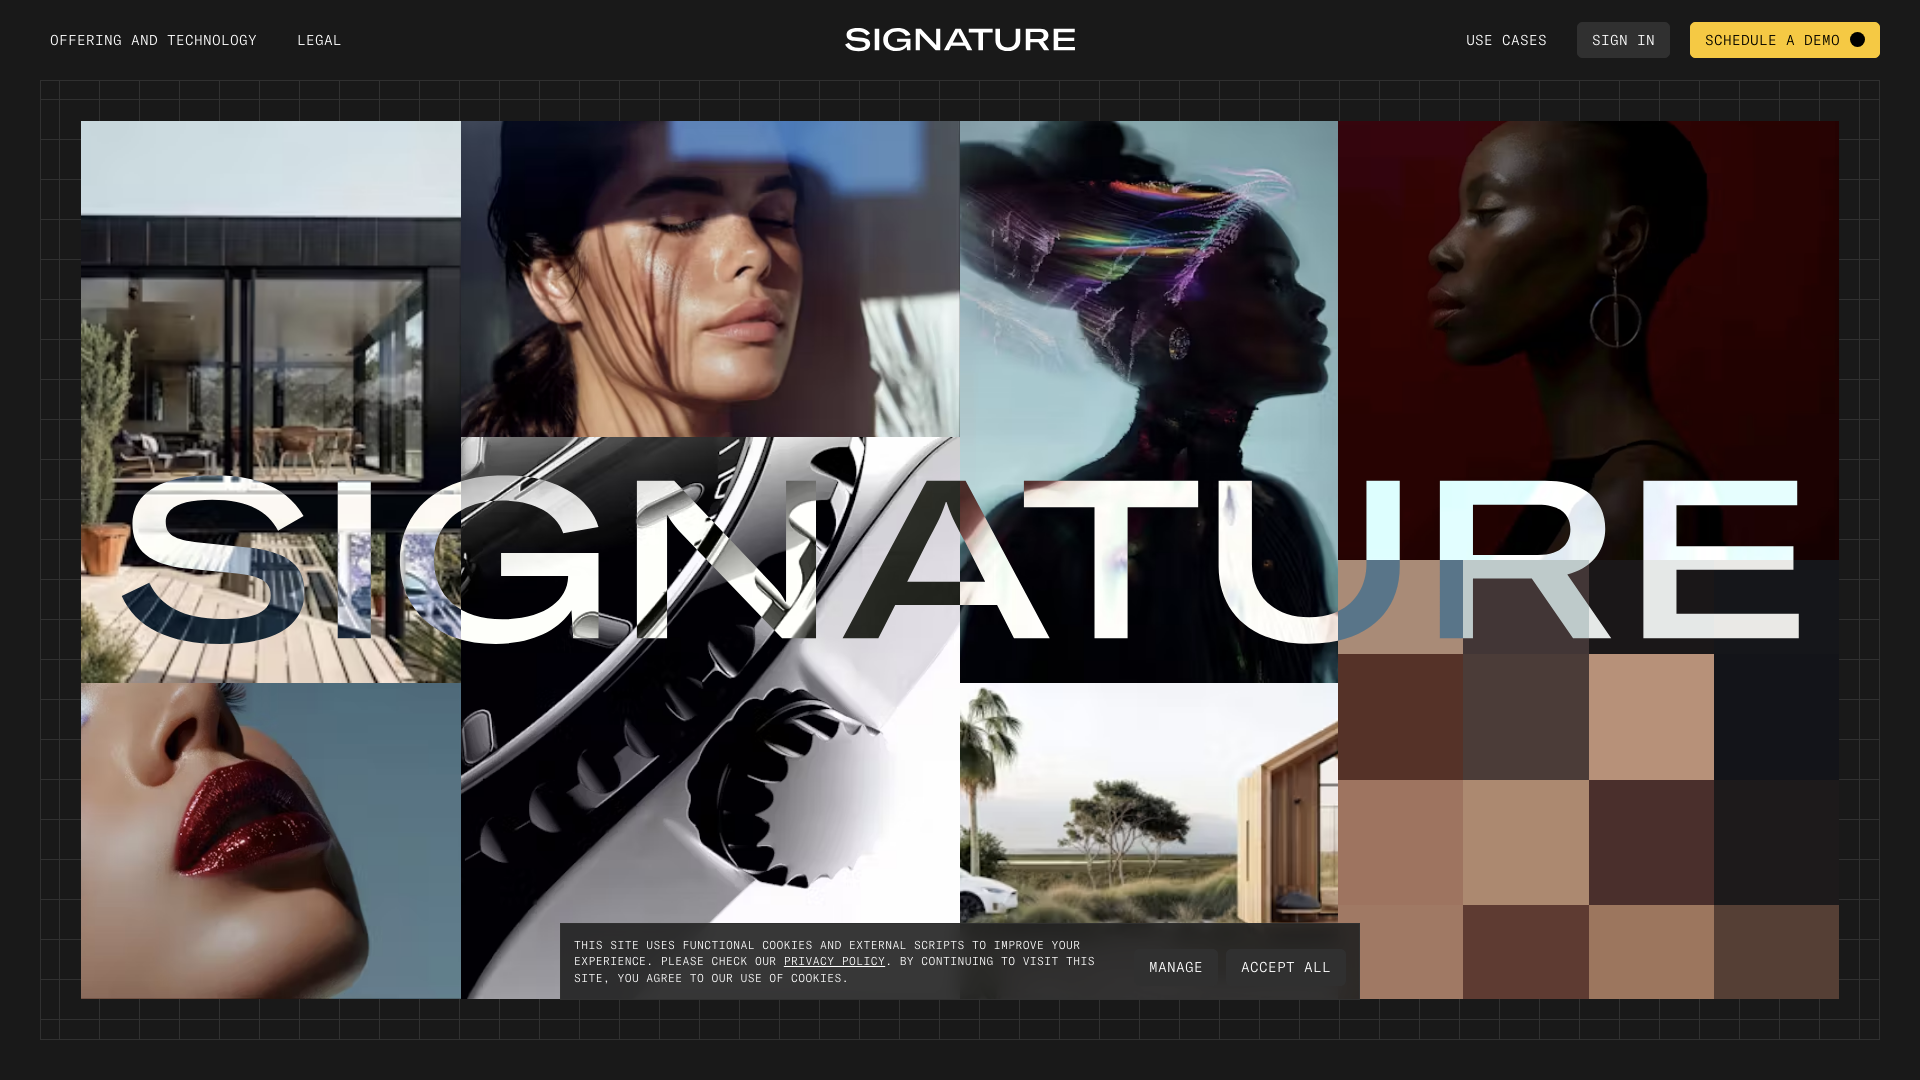 OFFERING AND TECHNOLOGY
LEGAL
SIGNATURE
USE CASES
SIGN IN
SCHEDULE A DEMO
SIGNATURE
THIS SITE USES FUNCTIONAL COOKIES AND EXTERNAL SCRIPTS TO IMPROVE YOUR
EXPERIENCE. PLEASE CHECK OUR PRIVACY POLICY. BY CONTINUING TO VISIT THIS
SITE, YOU AGREE TO OUR USE OF COOKIES.
MANAGE
ACCEPT ALL